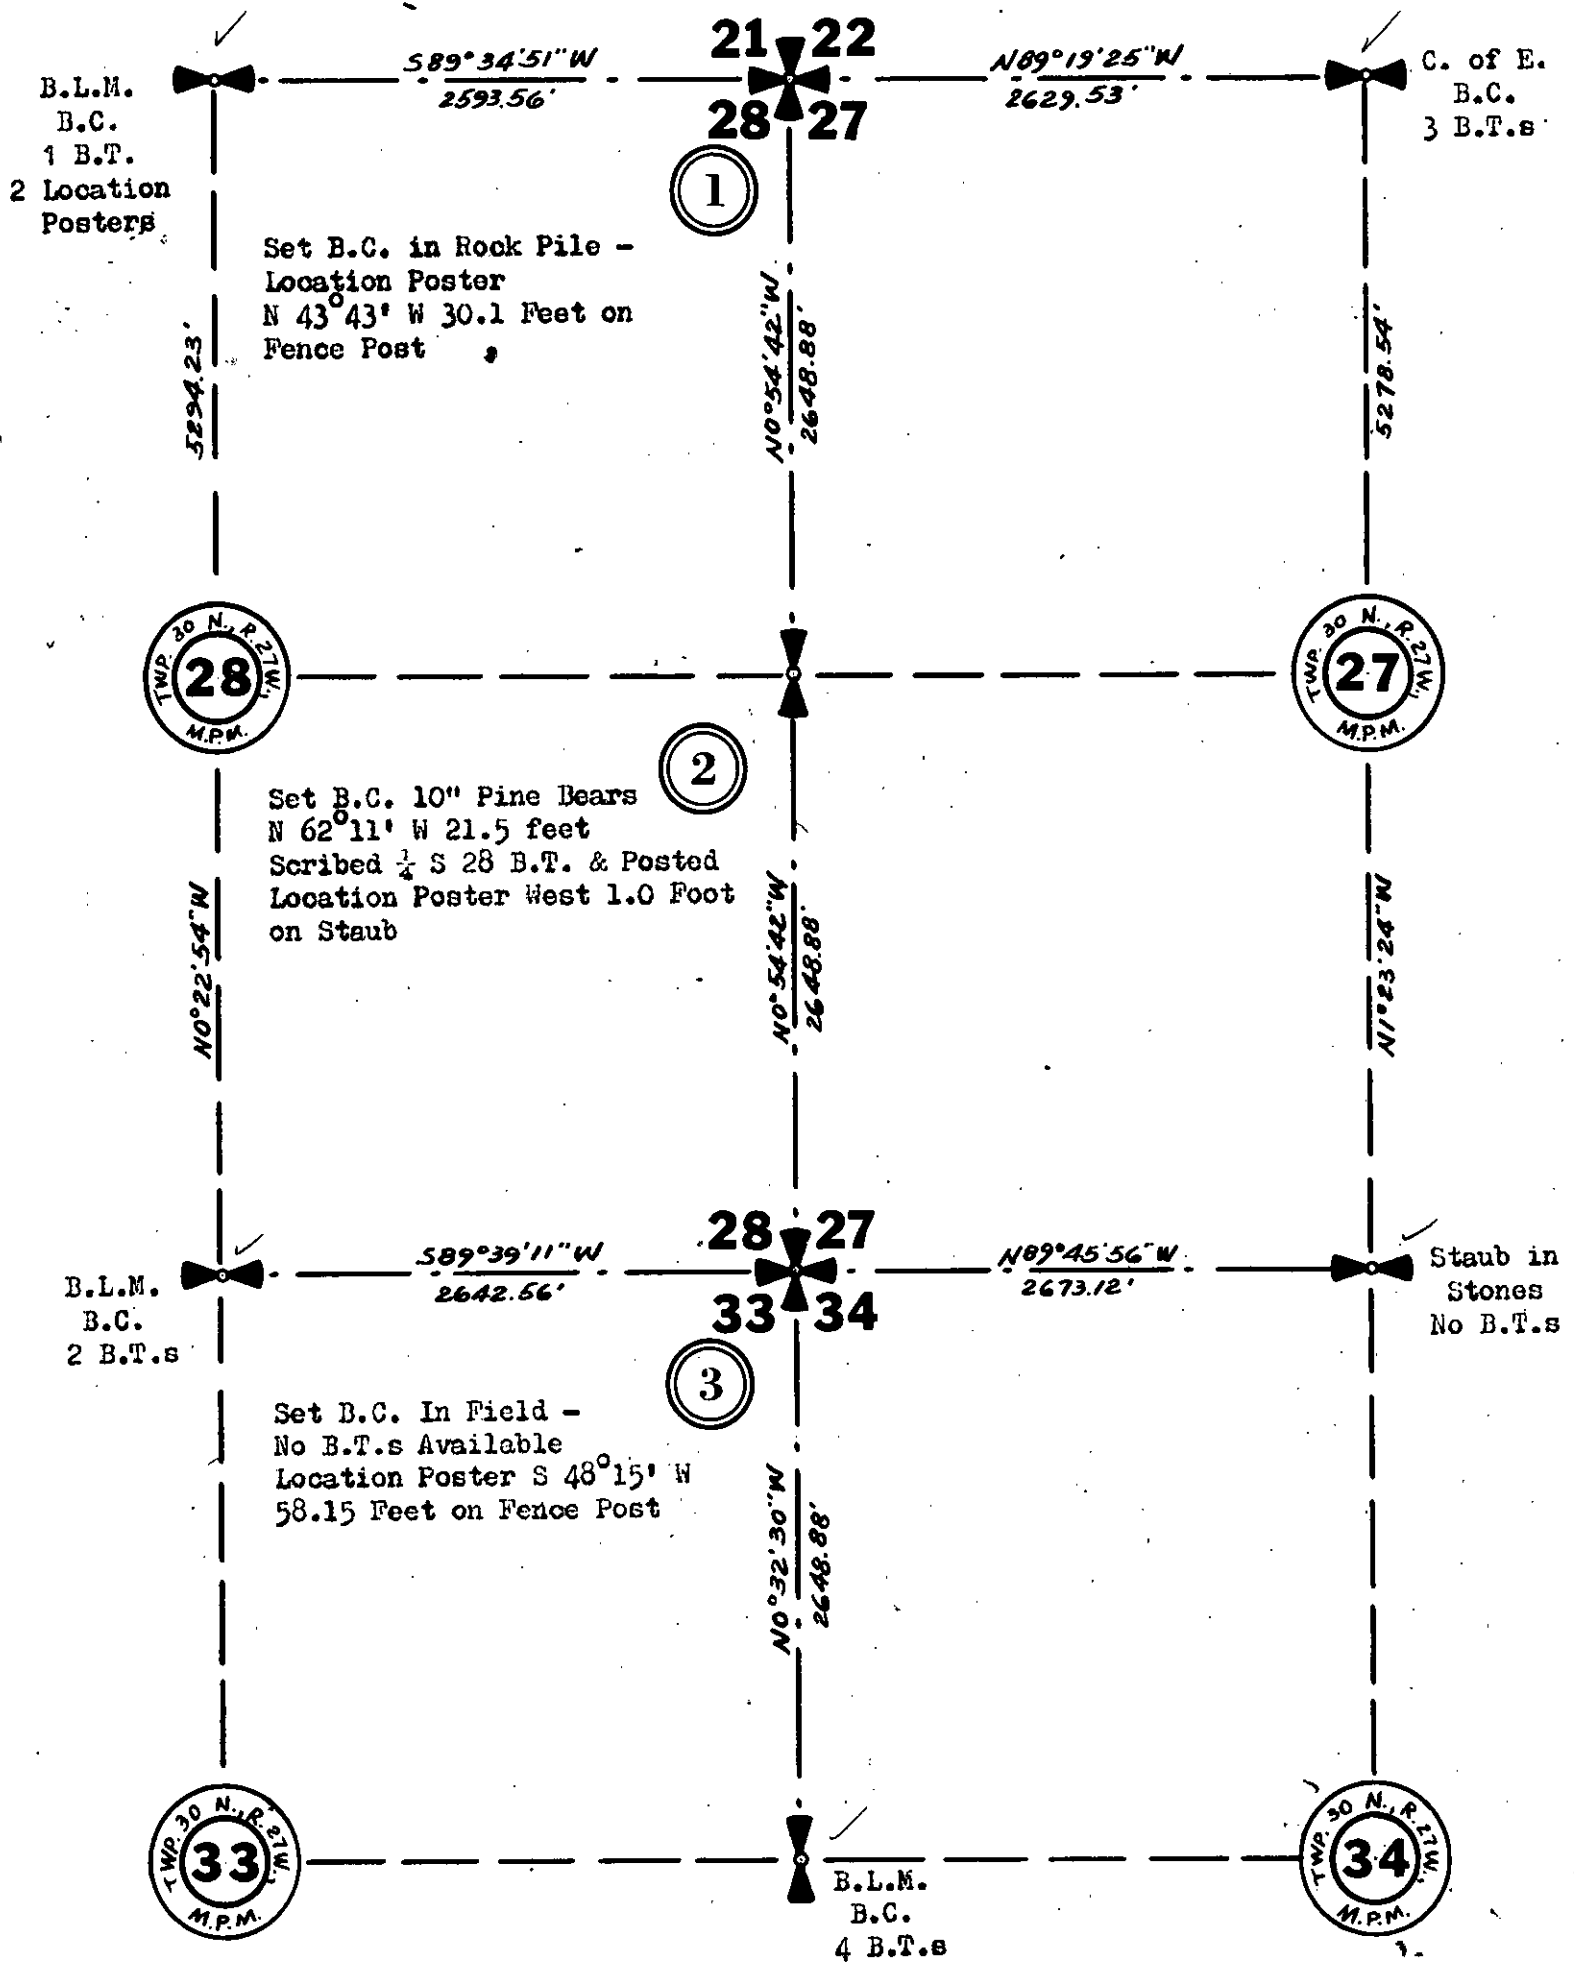 S89°34'51"W
2593.56'
21 22
28 27
N89°19'25"W
2629.53'
B.L.M.
B.C.
1 B.T.
2 Location
Posters
C. of E.
B.C.
3 B.T.s
1
Set B.C. in Rock Pile -
Location Poster
N 43°43' W 30.1 Feet on
Fence Post
5294.23'
N0°54'42"W
2648.88'
5278.54'
TWP. 30 N., R. 27W.,
28
M.P.M.
TWP. 30 N., R. 27W.,
27
M.P.M.
2
Set B.C. 10" Pine Bears
N 62°11' W 21.5 feet
Scribed ¼ S 28 B.T. & Posted
Location Poster West 1.0 Foot
on Staub
N0°22'54"W
N0°54'42"W
2648.88'
N1°23'24"W
28 27
33 34
S89°39'11"W
2642.56'
N89°45'56"W
2673.12'
B.L.M.
B.C.
2 B.T.s
Staub in
Stones
No B.T.s
3
Set B.C. In Field -
No B.T.s Available
Location Poster S 48°15' W
58.15 Feet on Fence Post
N0°32'30"W
2648.88'
TWP. 30 N., R. 27W.,
33
M.P.M.
TWP. 30 N., R. 27W.,
34
M.P.M.
B.L.M.
B.C.
4 B.T.s